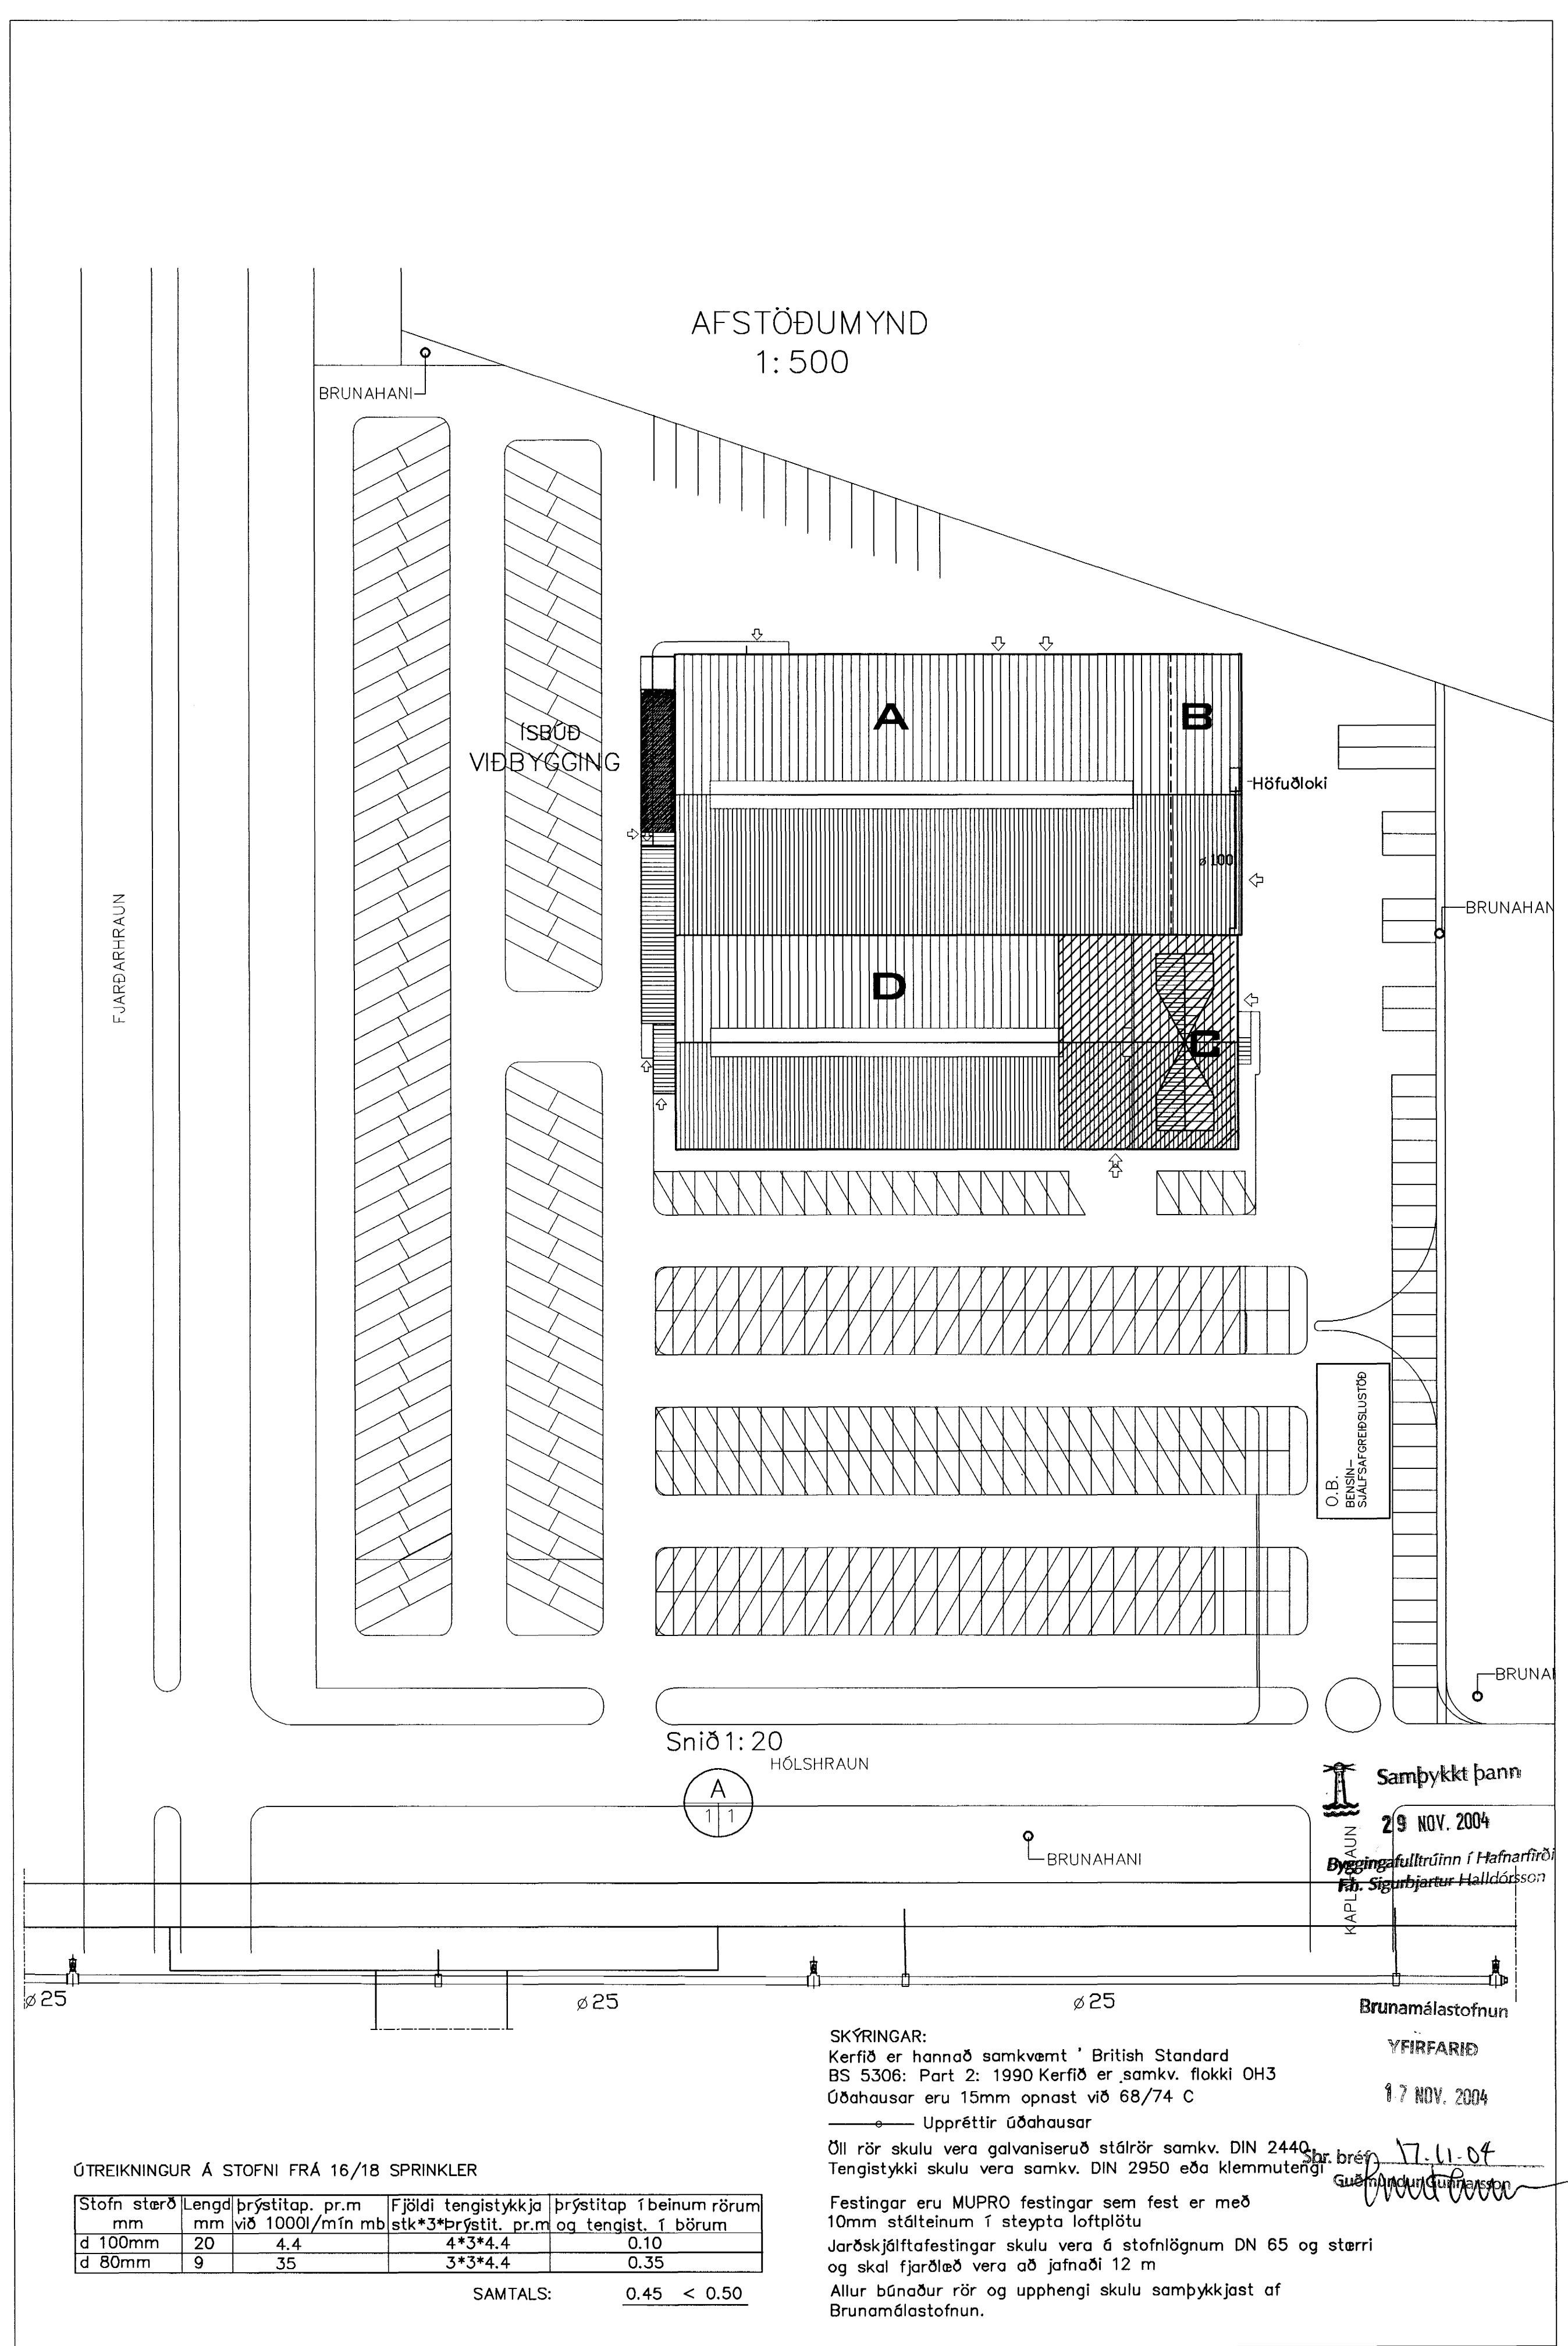 AFSTÖÐUMYND
1:500
BRUNAHANI
ÍSBÚÐ
VIÐBYGGING
A
B
Höfuðloki
ø 100
BRUNAHAN
D
C
FJARÐARHRAUN
O.B.
BENSÍN-
SJÁLFSAFGREIÐSLUSTÖÐ
BRUNAH
Snið 1:20
HÓLSHRAUN
A
1 1
BRUNAHANI
KAPLAHRAUN
Samþykkt þann
29 NOV. 2004
Byggingafulltrúinn í Hafnarfirði
F.h. Sigurbjartur Halldórsson
ø25
ø25
ø25
Brunamálastofnun
YFIRFARIÐ
17 NOV. 2004
Sbr. bréf 17.11.04
Guðmundur Gunnarsson
SKÝRINGAR:
Kerfið er hannað samkvæmt ' British Standard
BS 5306: Part 2: 1990 Kerfið er samkv. flokki OH3
Úðahausar eru 15mm opnast við 68/74 C
Uppréttir úðahausar
Öll rör skulu vera galvaniseruð stálrör samkv. DIN 2440.
Tengistykki skulu vera samkv. DIN 2950 eða klemmutengi
Festingar eru MUPRO festingar sem fest er með
10mm stálteinum í steypta loftplötu
Jarðskjálftafestingar skulu vera á stofnlögnum DN 65 og stærri
og skal fjarðlæð vera að jafnaði 12 m
Allur búnaður rör og upphengi skulu samþykkjast af
Brunamálastofnun.
ÚTREIKNINGUR Á STOFNI FRÁ 16/18 SPRINKLER
Stofn stærð mm | Lengd mm | þrýstitap. pr.m við 1000l/mín mb | Fjöldi tengistykkja stk*3*Þrýstit. pr.m | þrýstitap í beinum rörum og tengist. í börum
d 100mm | 20 | 4.4 | 4*3*4.4 | 0.10
d 80mm | 9 | 35 | 3*3*4.4 | 0.35
SAMTALS: 0.45 < 0.50